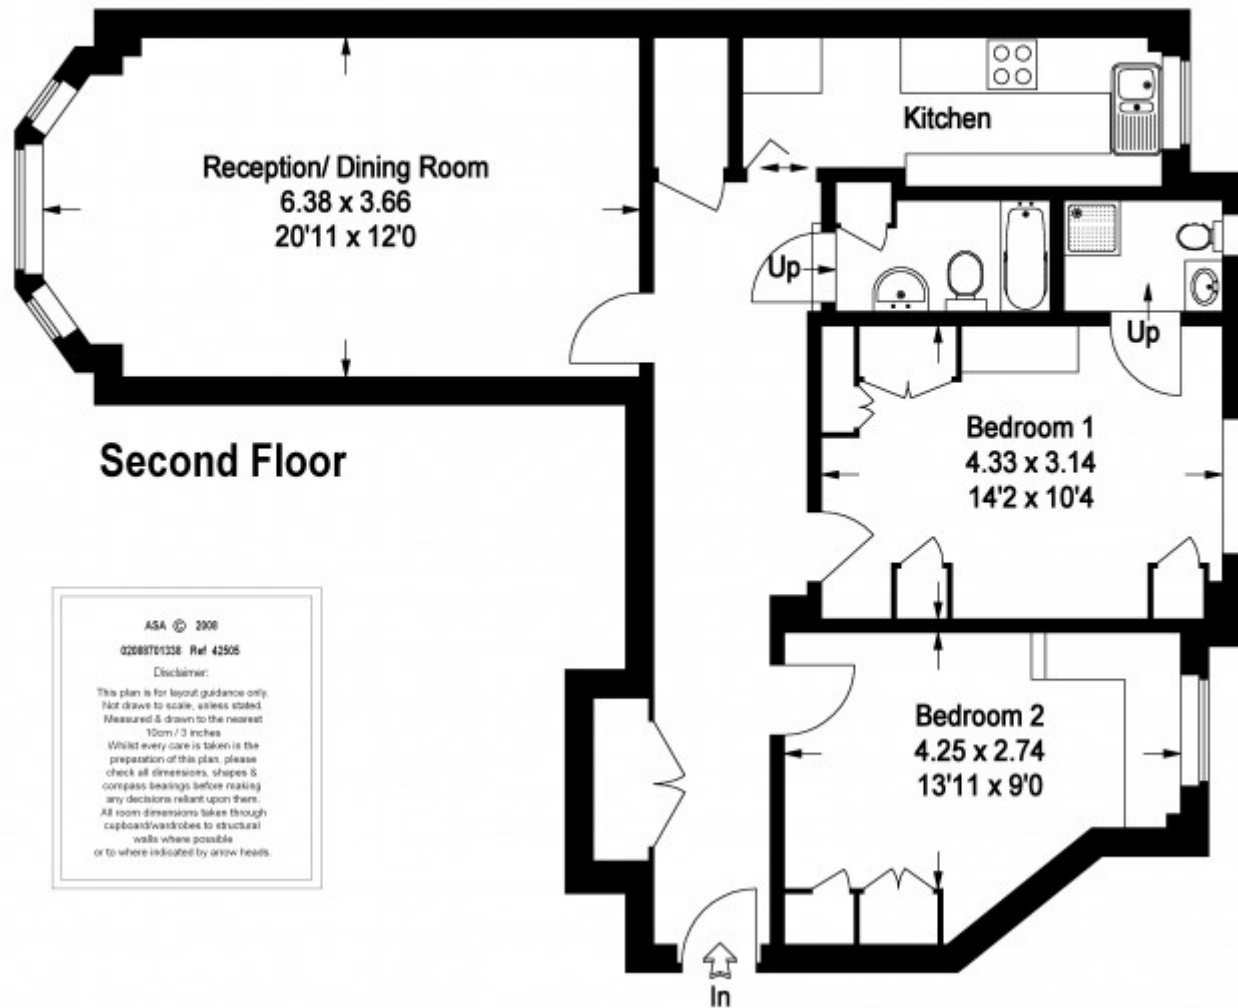 Reception/ Dining Room
6.38 x 3.66
20'11 x 12'0
Kitchen
Up
Up
Bedroom 1
4.33 x 3.14
14'2 x 10'4
Second Floor
Bedroom 2
4.25 x 2.74
13'11 x 9'0
ASA © 2008
02088701338 Ref 42505
Disclaimer:
This plan is for layout guidance only.
Not drawn to scale, unless stated.
Measured & drawn to the nearest
10cm / 3 inches
Whilst every care is taken in the
preparation of this plan, please
check all dimensions, shapes &
compass bearings before making
any decisions reliant upon them.
All room dimensions taken through
cupboard/wardrobes to structural
walls where possible
or to where indicated by arrow heads.
In